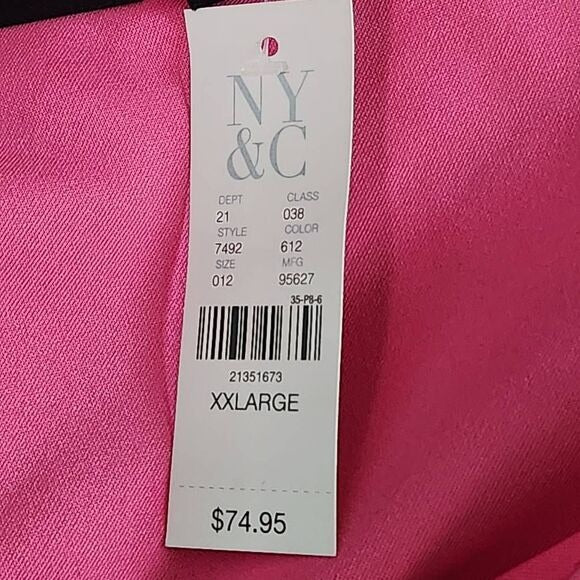 NY
&C
DEPT CLASS
21 038
STYLE COLOR
7492 612
SIZE MFG
012 95627
35-P8-6
21351673
XXLARGE
$74.95